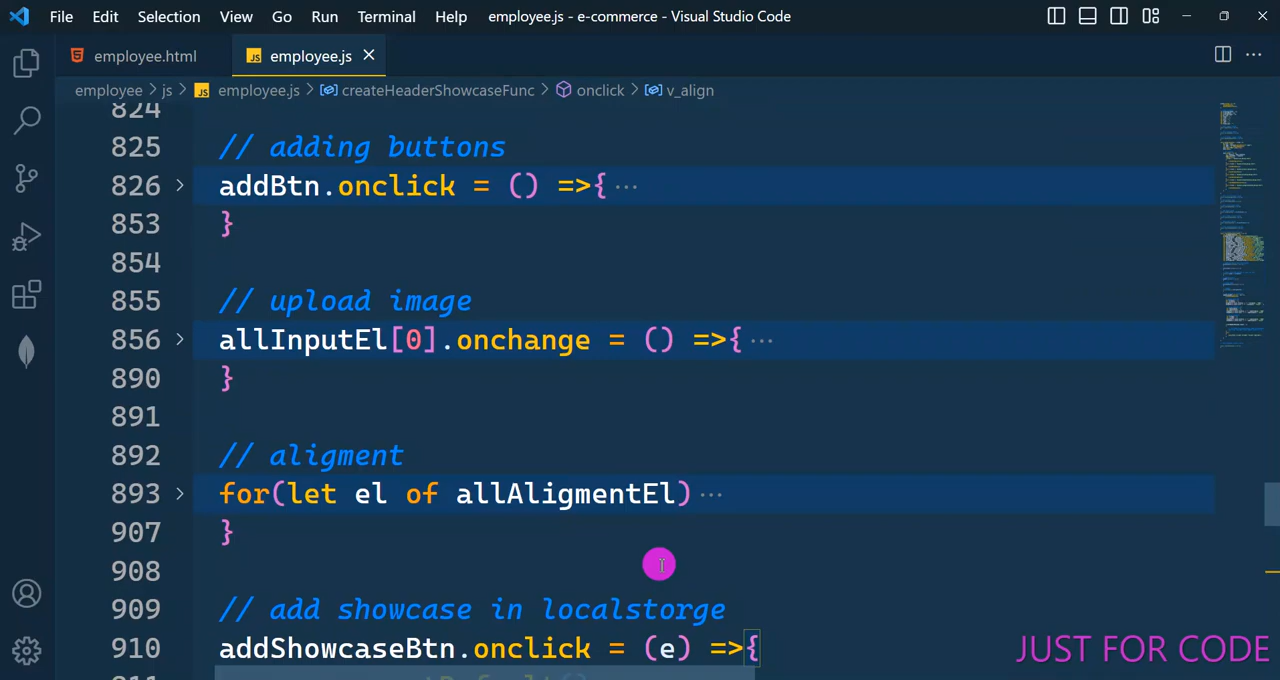 File Edit Selection View Go Run Terminal Help employee.js - e-commerce - Visual Studio Code
employee.html JS employee.js
employee > js > JS employee.js > createHeaderShowcaseFunc > onclick > v_align
824
825 // adding buttons
826 addBtn.onclick = () =>{ ···
853 }
854
855 // upload image
856 allInputEl[0].onchange = () =>{ ···
890 }
891
892 // aligment
893 for(let el of allAligmentEl) ···
907 }
908
909 // add showcase in localstorge
910 addShowcaseBtn.onclick = (e) =>{
JUST FOR CODE